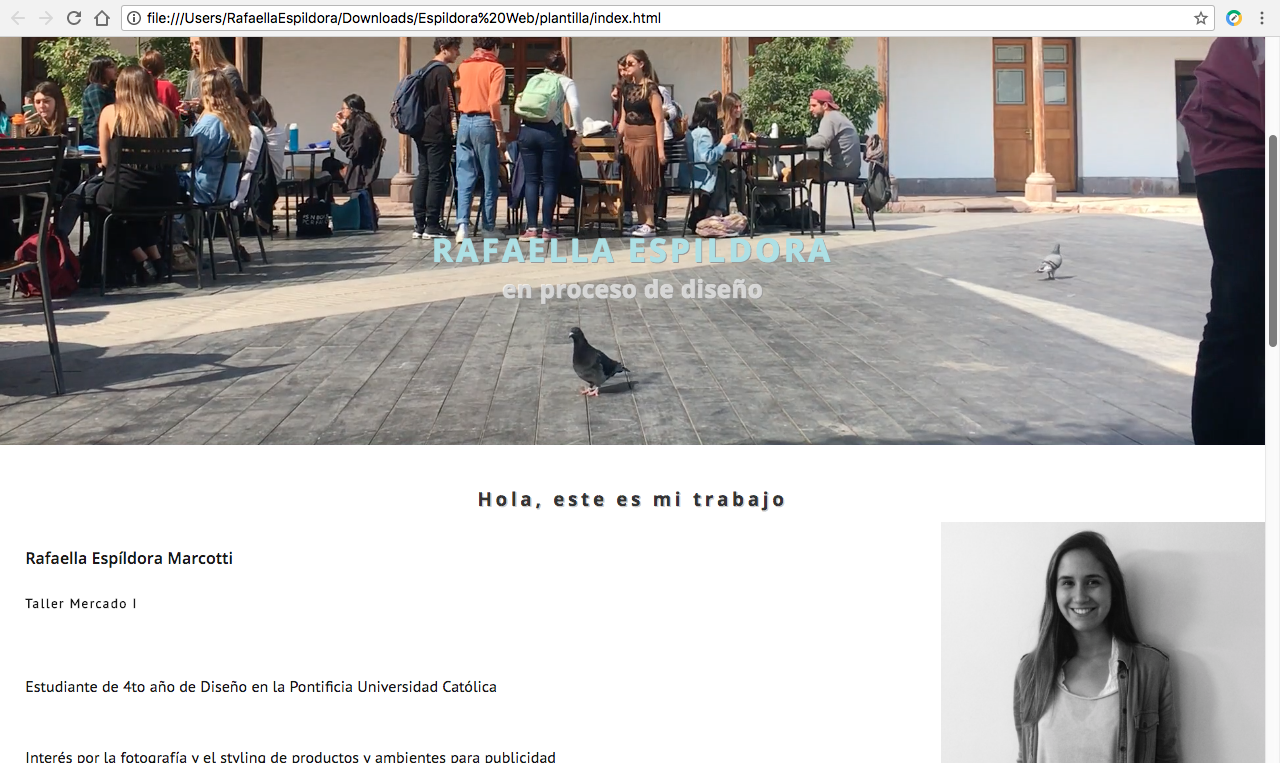 file:///Users/RafaellaEspildora/Downloads/Espildora%20Web/plantilla/index.html
RAFAELLA ESPILDORA
en proceso de diseño
Hola, este es mi trabajo
Rafaella Espíldora Marcotti
Taller Mercado I
Estudiante de 4to año de Diseño en la Pontificia Universidad Católica
Interés por la fotografía y el styling de productos y ambientes para publicidad